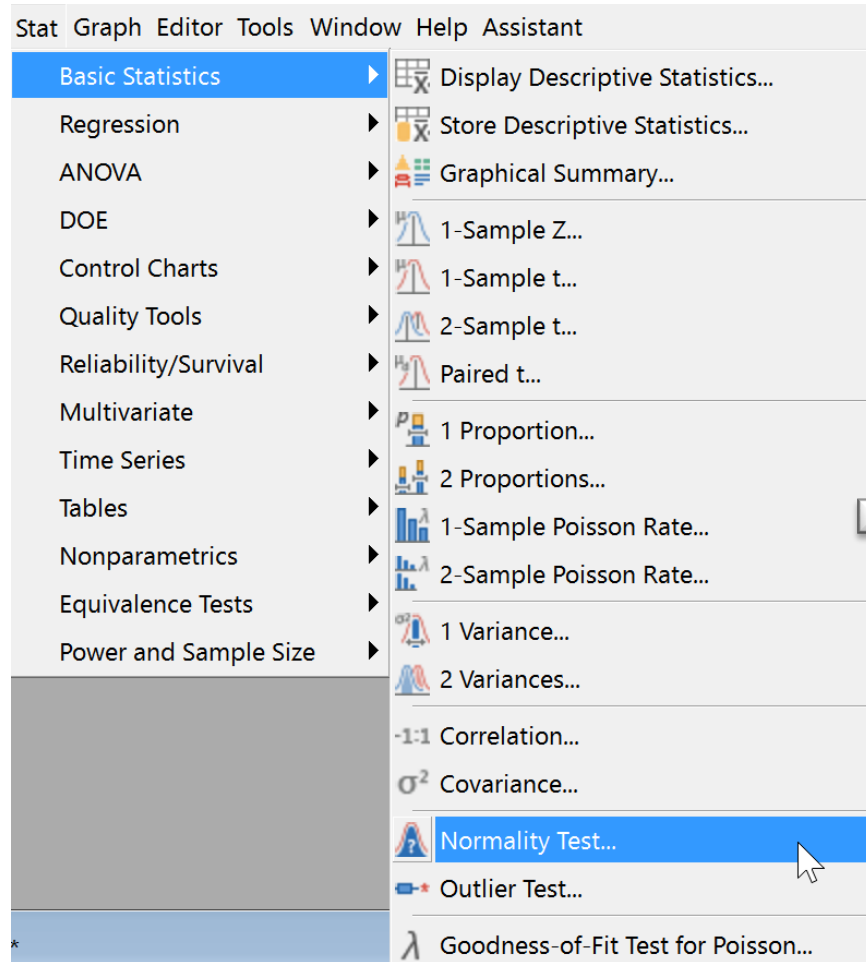 Stat Graph Editor Tools Window Help Assistant
Basic Statistics
Regression
ANOVA
DOE
Control Charts
Quality Tools
Reliability/Survival
Multivariate
Time Series
Tables
Nonparametrics
Equivalence Tests
Power and Sample Size
Display Descriptive Statistics...
Store Descriptive Statistics...
Graphical Summary...
1-Sample Z...
1-Sample t...
2-Sample t...
Paired t...
1 Proportion...
2 Proportions...
1-Sample Poisson Rate...
2-Sample Poisson Rate...
1 Variance...
2 Variances...
-1:1 Correlation...
σ² Covariance...
Normality Test...
Outlier Test...
λ Goodness-of-Fit Test for Poisson...
*